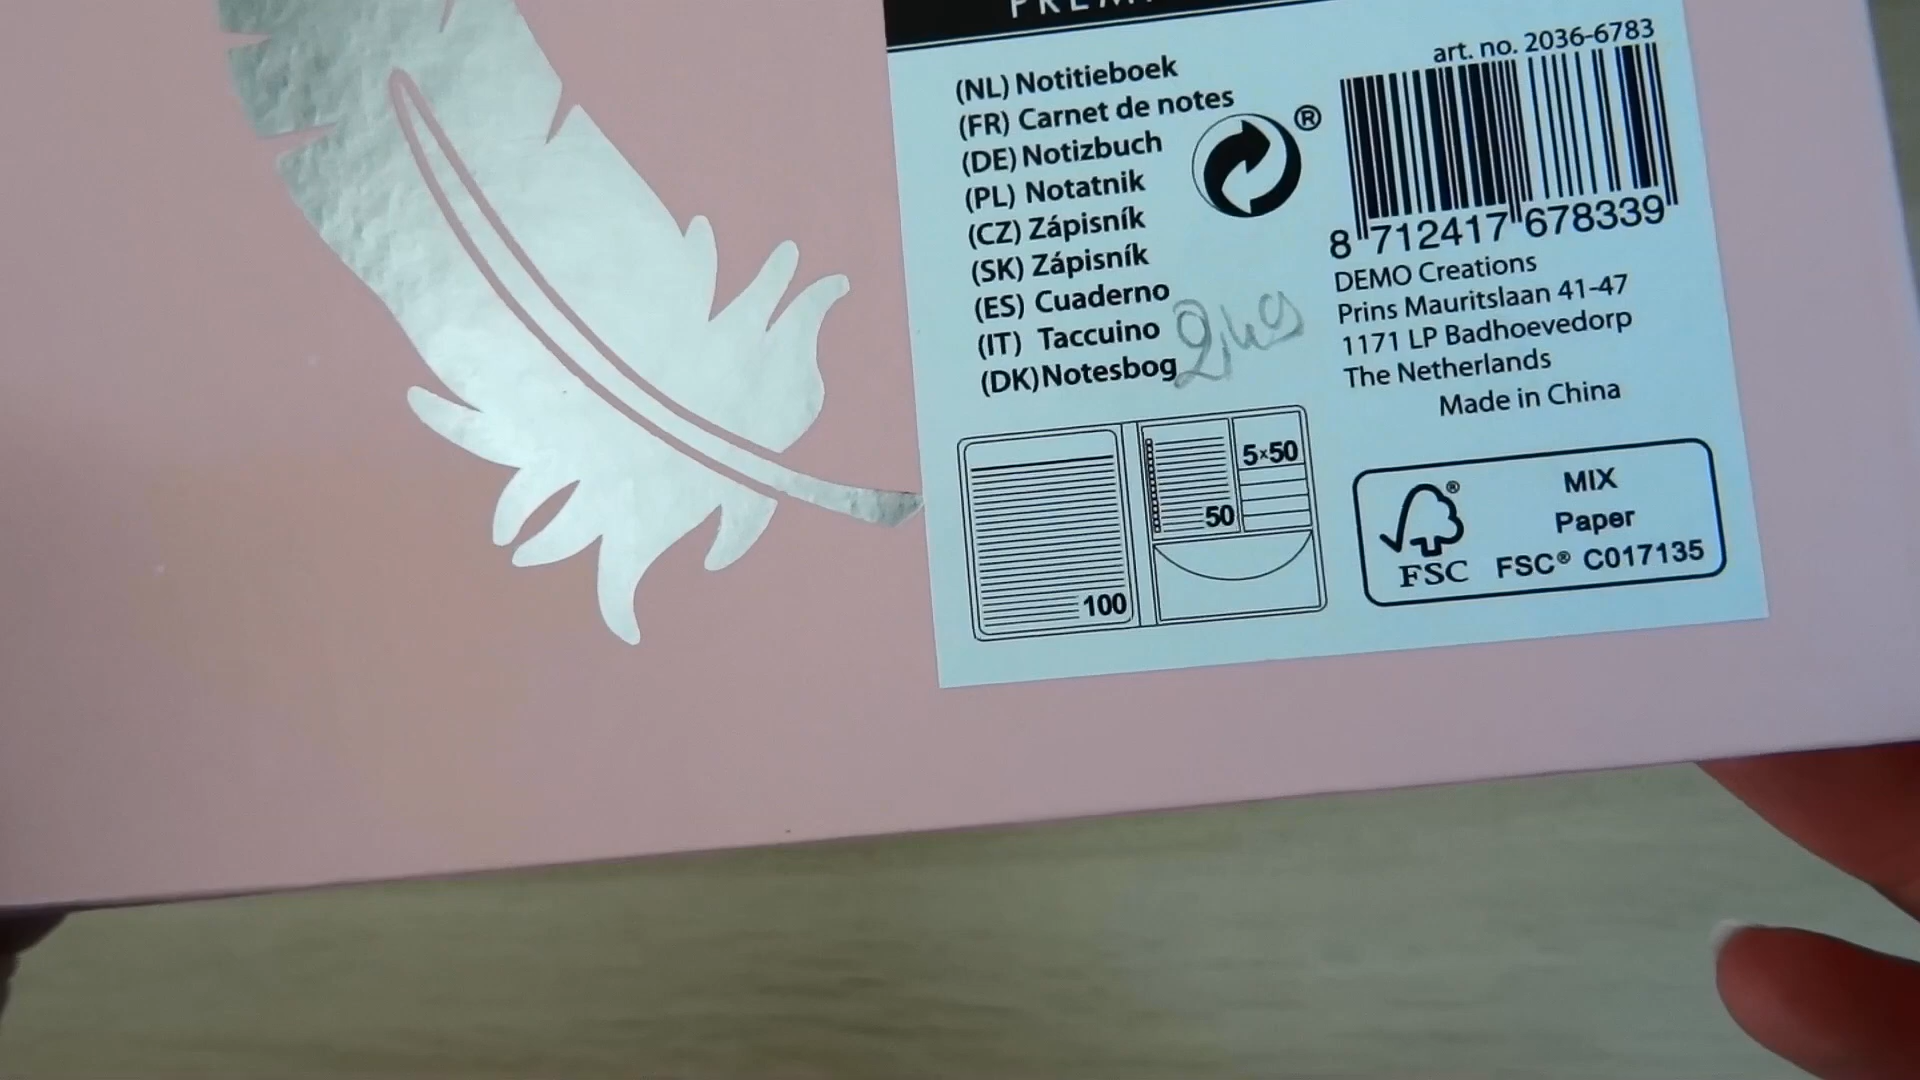 (NL) Notitieboek
(FR) Carnet de notes
(DE) Notizbuch
(PL) Notatnik
(CZ) Zápisník
(SK) Zápisník
(ES) Cuaderno
(IT) Taccuino
(DK) Notesbog
®
art. no. 2036-6783
8 712417 678339
DEMO Creations
Prins Mauritslaan 41-47
1171 LP Badhoevedorp
The Netherlands
Made in China
100
50
5×50
®
FSC
MIX
Paper
FSC® C017135